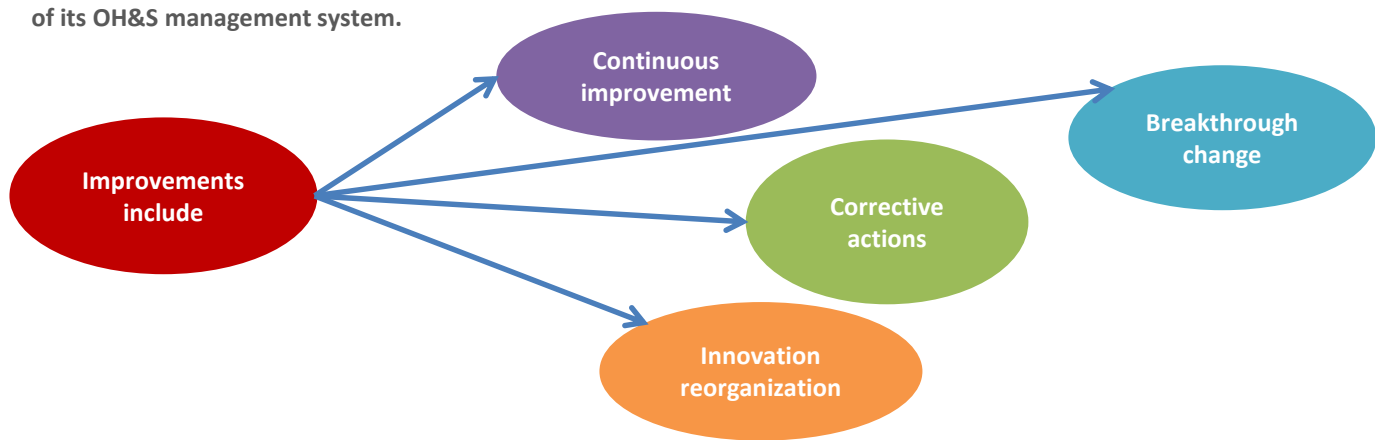 of its OH&S management system.
Continuous
improvement
Breakthrough
change
Improvements
include
Corrective
actions
Innovation
reorganization